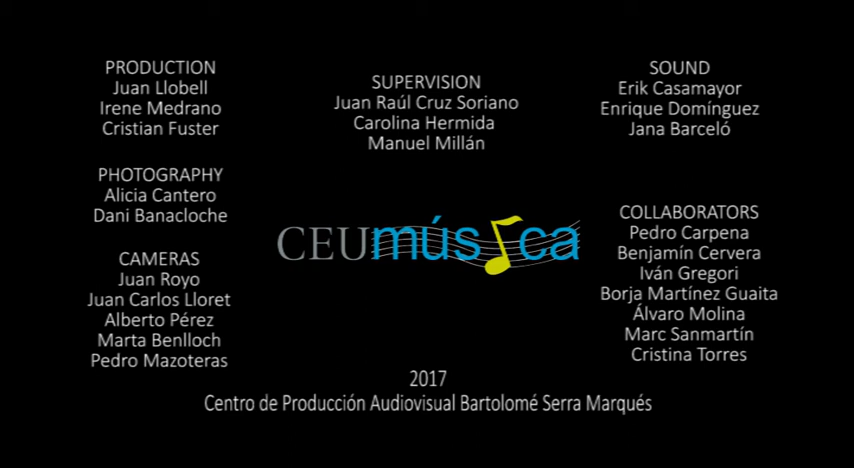 PRODUCTION
Juan Llobell
Irene Medrano
Cristian Fuster
PHOTOGRAPHY
Alicia Cantero
Dani Banacloche
CAMERAS
Juan Royo
Juan Carlos Lloret
Alberto Pérez
Marta Benlloch
Pedro Mazoteras
SUPERVISION
Juan Raúl Cruz Soriano
Carolina Hermida
Manuel Millán
CEUmúsica
SOUND
Erik Casamayor
Enrique Domínguez
Jana Barceló
COLLABORATORS
Pedro Carpena
Benjamín Cervera
Iván Gregori
Borja Martínez Guaita
Álvaro Molina
Marc Sanmartín
Cristina Torres
2017
Centro de Producción Audiovisual Bartolomé Serra Marqués